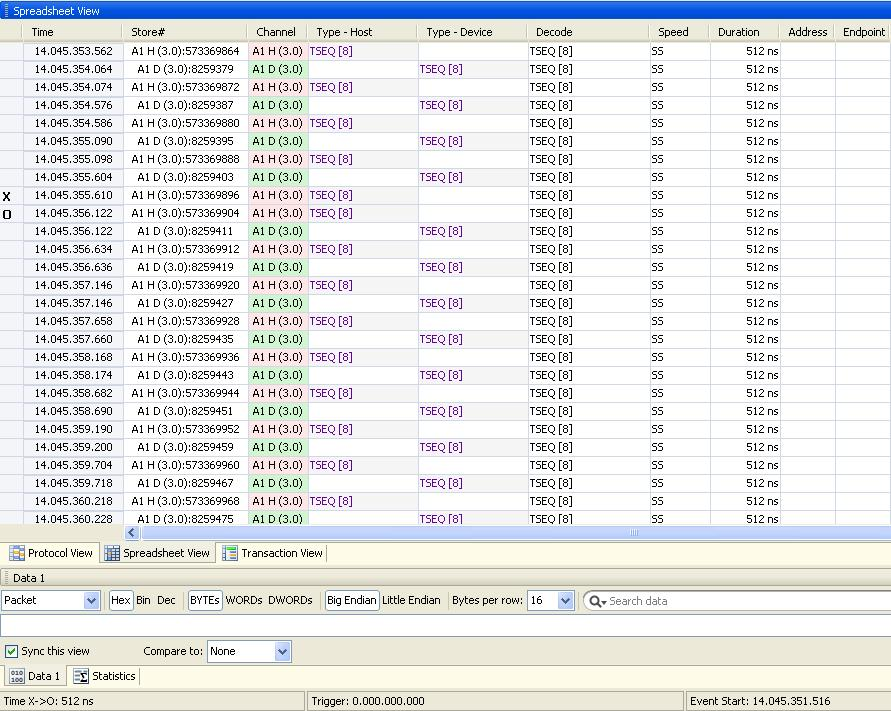 Spreadsheet View
Time Store# Channel Type - Host Type - Device Decode Speed Duration Address Endpoint
14.045.353.562 A1 H (3.0):573369864 A1 H (3.0) TSEQ [8] TSEQ [8] SS 512 ns
14.045.354.064 A1 D (3.0):8259379 A1 D (3.0) TSEQ [8] TSEQ [8] SS 512 ns
14.045.354.074 A1 H (3.0):573369872 A1 H (3.0) TSEQ [8] TSEQ [8] SS 512 ns
14.045.354.576 A1 D (3.0):8259387 A1 D (3.0) TSEQ [8] TSEQ [8] SS 512 ns
14.045.354.586 A1 H (3.0):573369880 A1 H (3.0) TSEQ [8] TSEQ [8] SS 512 ns
14.045.355.090 A1 D (3.0):8259395 A1 D (3.0) TSEQ [8] TSEQ [8] SS 512 ns
14.045.355.098 A1 H (3.0):573369888 A1 H (3.0) TSEQ [8] TSEQ [8] SS 512 ns
14.045.355.604 A1 D (3.0):8259403 A1 D (3.0) TSEQ [8] TSEQ [8] SS 512 ns
X 14.045.355.610 A1 H (3.0):573369896 A1 H (3.0) TSEQ [8] TSEQ [8] SS 512 ns
O 14.045.356.122 A1 H (3.0):573369904 A1 H (3.0) TSEQ [8] TSEQ [8] SS 512 ns
14.045.356.122 A1 D (3.0):8259411 A1 D (3.0) TSEQ [8] TSEQ [8] SS 512 ns
14.045.356.634 A1 H (3.0):573369912 A1 H (3.0) TSEQ [8] TSEQ [8] SS 512 ns
14.045.356.636 A1 D (3.0):8259419 A1 D (3.0) TSEQ [8] TSEQ [8] SS 512 ns
14.045.357.146 A1 H (3.0):573369920 A1 H (3.0) TSEQ [8] TSEQ [8] SS 512 ns
14.045.357.146 A1 D (3.0):8259427 A1 D (3.0) TSEQ [8] TSEQ [8] SS 512 ns
14.045.357.658 A1 H (3.0):573369928 A1 H (3.0) TSEQ [8] TSEQ [8] SS 512 ns
14.045.357.660 A1 D (3.0):8259435 A1 D (3.0) TSEQ [8] TSEQ [8] SS 512 ns
14.045.358.168 A1 H (3.0):573369936 A1 H (3.0) TSEQ [8] TSEQ [8] SS 512 ns
14.045.358.174 A1 D (3.0):8259443 A1 D (3.0) TSEQ [8] TSEQ [8] SS 512 ns
14.045.358.682 A1 H (3.0):573369944 A1 H (3.0) TSEQ [8] TSEQ [8] SS 512 ns
14.045.358.690 A1 D (3.0):8259451 A1 D (3.0) TSEQ [8] TSEQ [8] SS 512 ns
14.045.359.190 A1 H (3.0):573369952 A1 H (3.0) TSEQ [8] TSEQ [8] SS 512 ns
14.045.359.200 A1 D (3.0):8259459 A1 D (3.0) TSEQ [8] TSEQ [8] SS 512 ns
14.045.359.704 A1 H (3.0):573369960 A1 H (3.0) TSEQ [8] TSEQ [8] SS 512 ns
14.045.359.718 A1 D (3.0):8259467 A1 D (3.0) TSEQ [8] TSEQ [8] SS 512 ns
14.045.360.218 A1 H (3.0):573369968 A1 H (3.0) TSEQ [8] TSEQ [8] SS 512 ns
14.045.360.228 A1 D (3.0):8259475 A1 D (3.0) TSEQ [8] TSEQ [8] SS 512 ns
Protocol View Spreadsheet View Transaction View
Data 1
Packet Hex Bin Dec BYTEs WORDs DWORDs Big Endian Little Endian Bytes per row: 16 Search data
Sync this view Compare to: None
Data 1 Statistics
Time X->O: 512 ns Trigger: 0.000.000.000 Event Start: 14.045.351.516